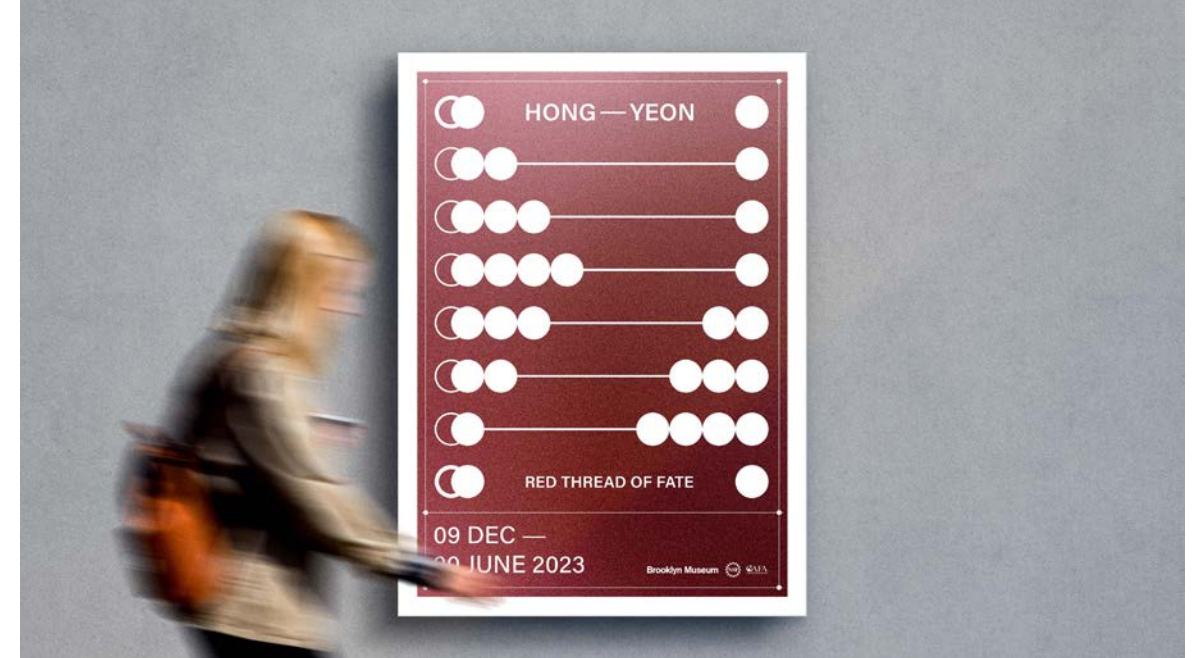 HONG — YEON
RED THREAD OF FATE
09 DEC —
JUNE 2023
Brooklyn Museum